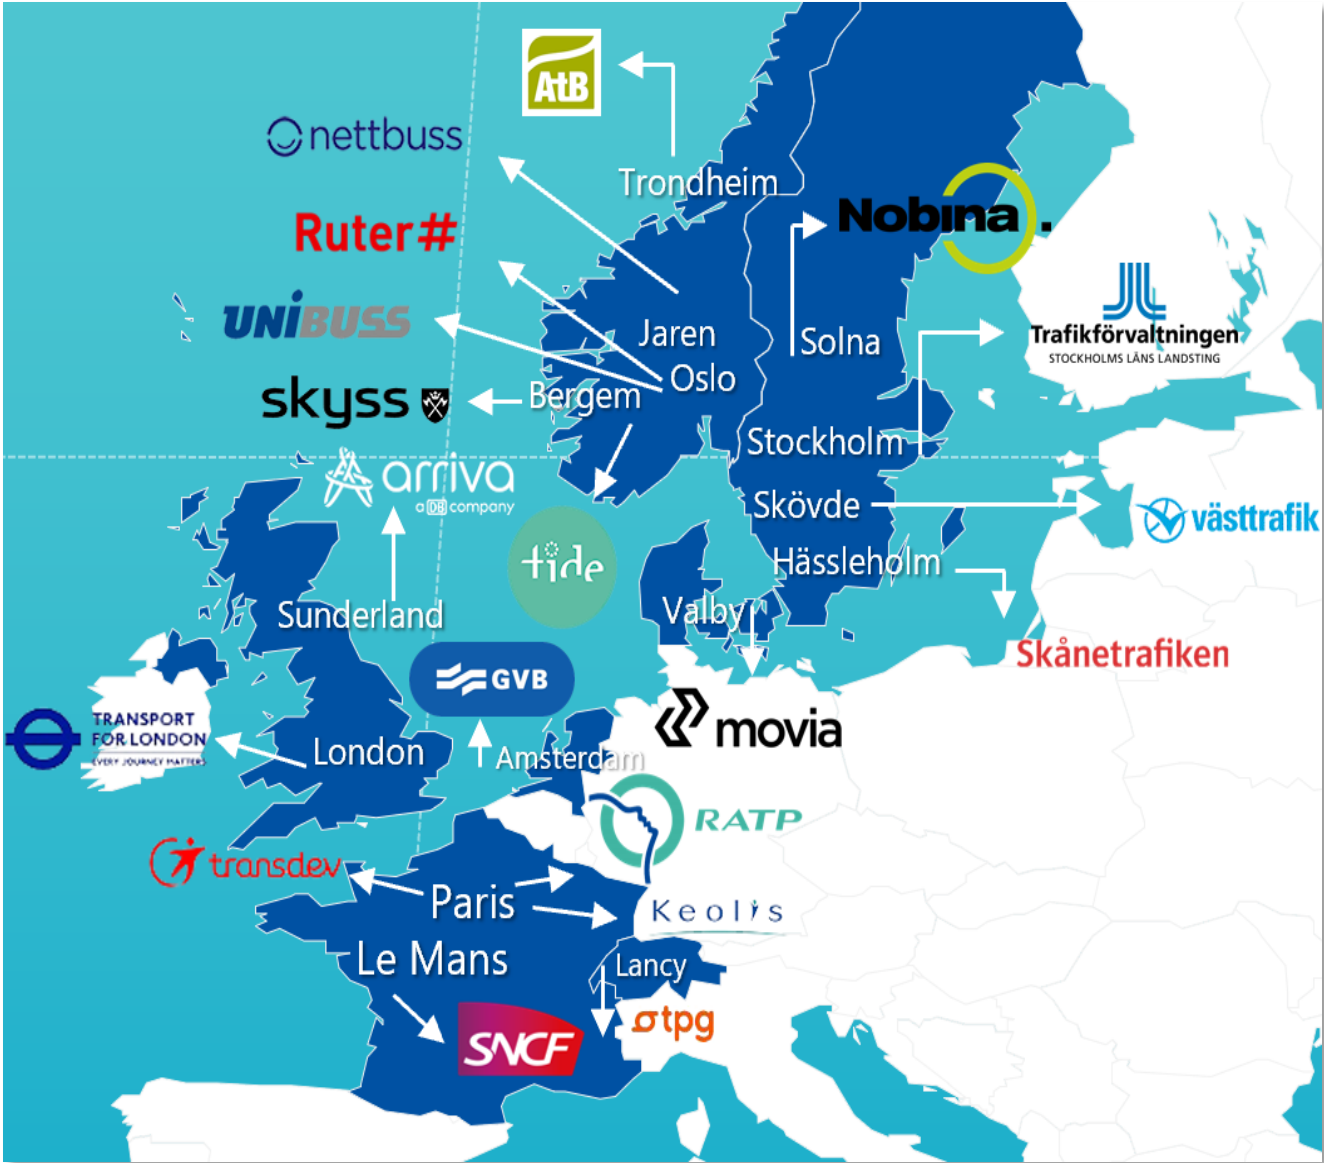 AtB
nettbuss
Trondheim
Nobina.
Ruter#
UNIBUSS
Jaren
Solna
Trafikförvaltningen
STOCKHOLMS LÄNS LANDSTING
Oslo
skyss
Bergem
Stockholm
arriva
a DB company
Skövde
västtrafik
tide
Hässleholm
Sunderland
Valby
Skånetrafiken
GVB
TRANSPORT
FOR LONDON
EVERY JOURNEY MATTERS
London
Amsterdam
movia
RATP
transdev
Paris
Keolis
Le Mans
Lancy
tpg
SNCF